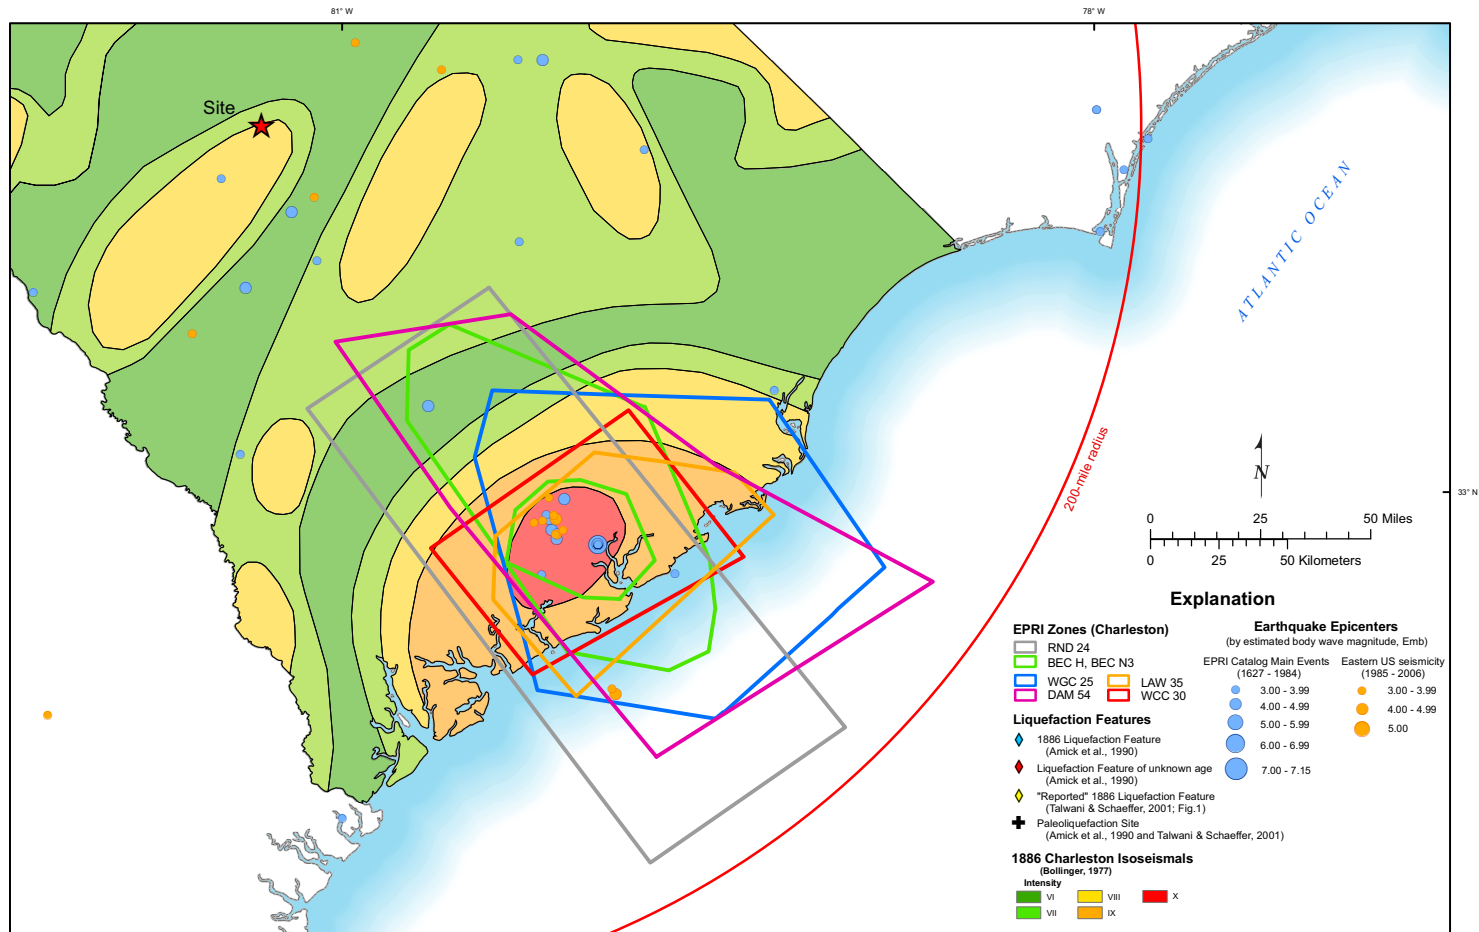 81° W
78° W
Site
ATLANTIC OCEAN
200-mile radius
N
33° N
0 25 50 Miles
0 25 50 Kilometers
Explanation
EPRI Zones (Charleston)
RND 24
BEC H, BEC N3
WGC 25
LAW 35
DAM 54
WCC 30
Liquefaction Features
1886 Liquefaction Feature
(Amick et al., 1990)
Liquefaction Feature of unknown age
(Amick et al., 1990)
"Reported" 1886 Liquefaction Feature
(Talwani & Schaeffer, 2001; Fig.1)
Paleoliquefaction Site
(Amick et al., 1990 and Talwani & Schaeffer, 2001)
1886 Charleston Isoseismals
(Bollinger, 1977)
Intensity
VI
VIII
X
VII
IX
Earthquake Epicenters
(by estimated body wave magnitude, Emb)
EPRI Catalog Main Events
(1627 - 1984)
3.00 - 3.99
4.00 - 4.99
5.00 - 5.99
6.00 - 6.99
7.00 - 7.15
Eastern US seismicity
(1985 - 2006)
3.00 - 3.99
4.00 - 4.99
5.00